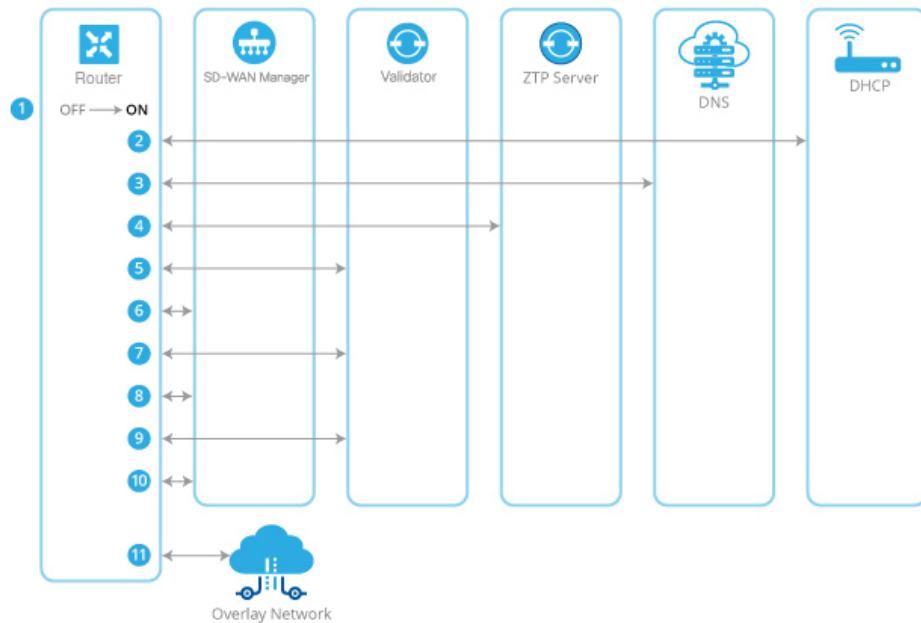 Router
SD-WAN Manager
Validator
ZTP Server
DNS
DHCP
1 OFF ON
2
3
4
5
6
7
8
9
10
11
Overlay Network